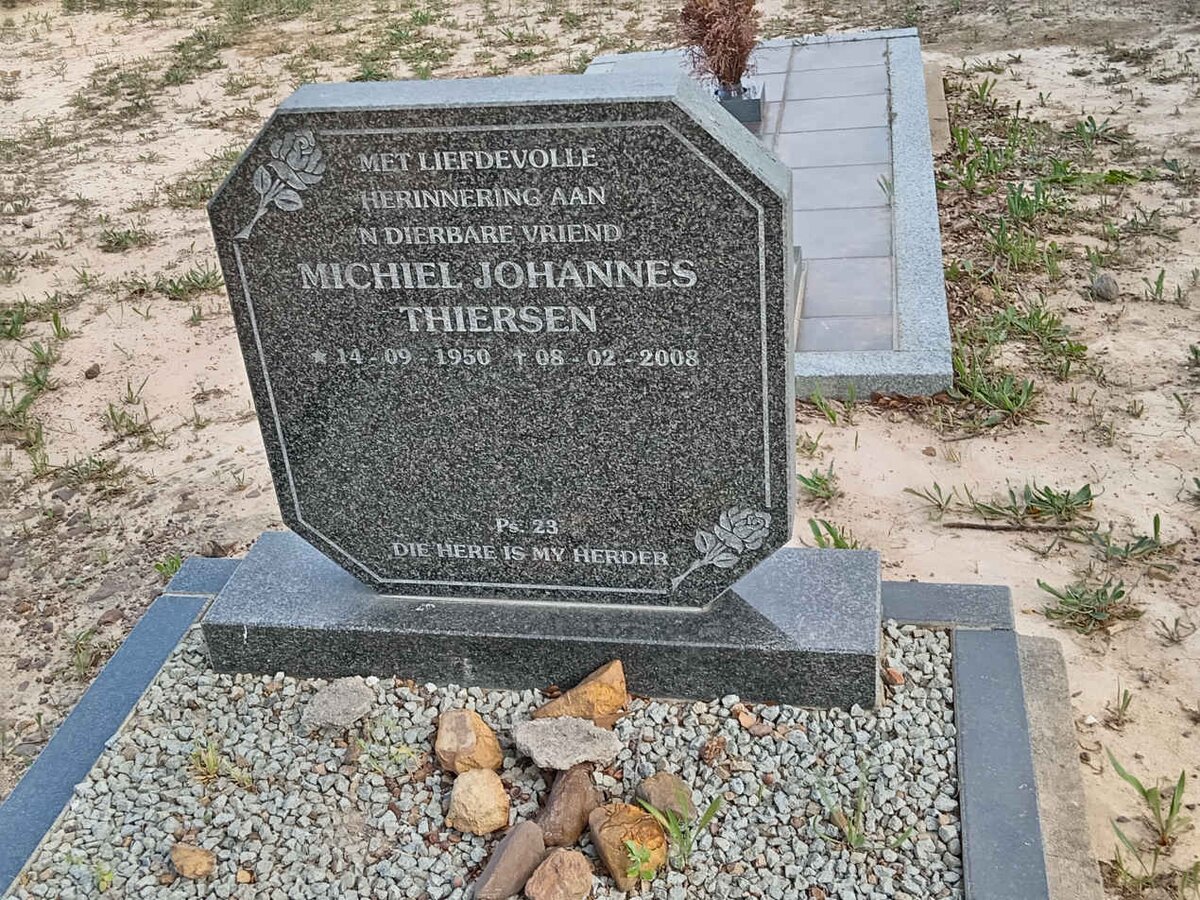 MET LIEFDEVOLLE
HERINNERING AAN
'N DIERBARE VRIEND
MICHIEL JOHANNES
THIERSEN
* 14 - 09 - 1950 † 08 - 02 - 2008
Ps. 23
DIE HERE IS MY HERDER